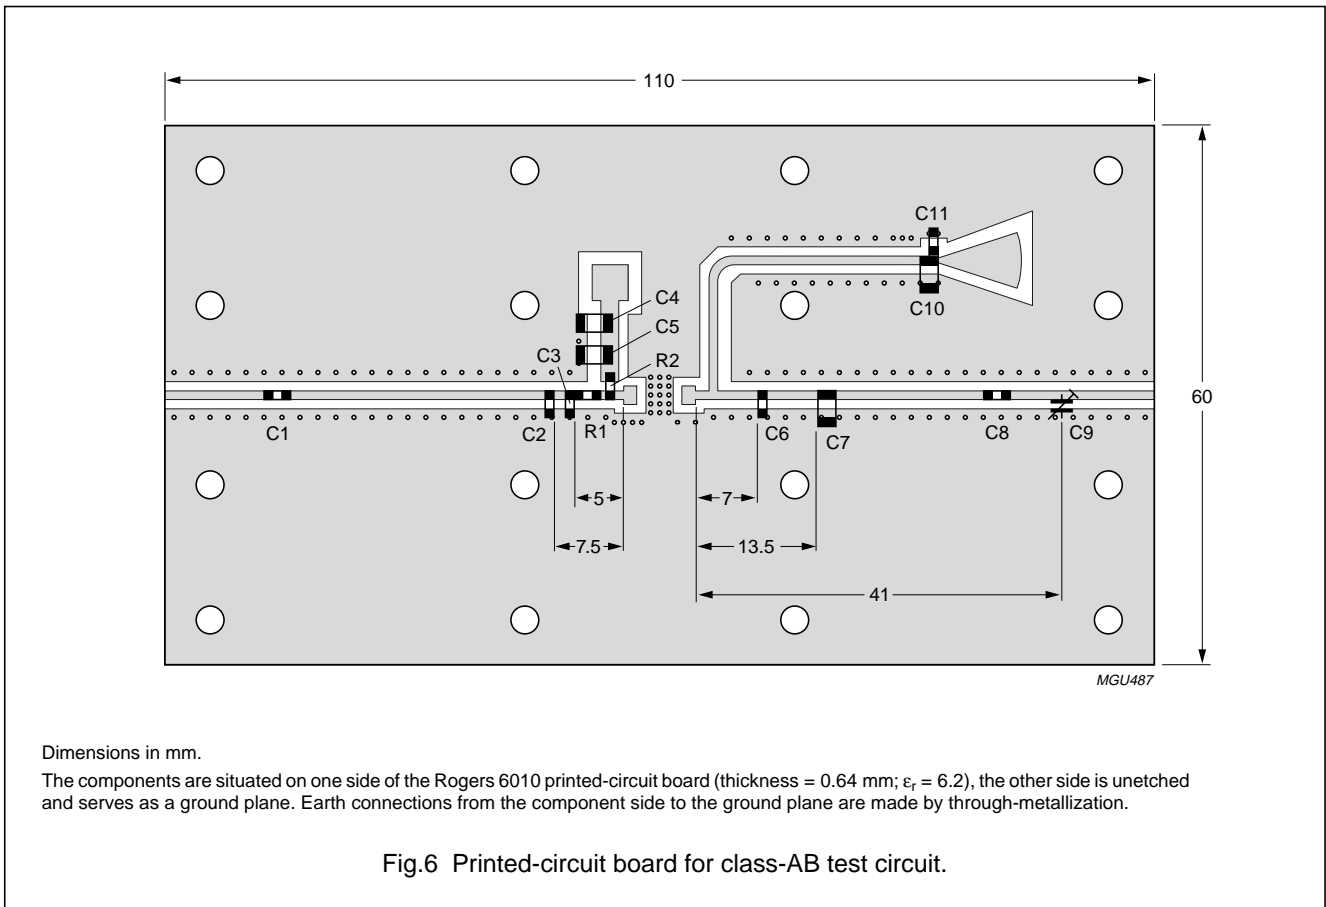 110
C11
C10
C4
C5
C3
R2
60
C1
C2
R1
C6
C7
C8
C9
5
7
7.5
13.5
41
MGU487
Dimensions in mm.
The components are situated on one side of the Rogers 6010 printed-circuit board (thickness = 0.64 mm; εr = 6.2), the other side is unetched
and serves as a ground plane. Earth connections from the component side to the ground plane are made by through-metallization.
Fig.6 Printed-circuit board for class-AB test circuit.